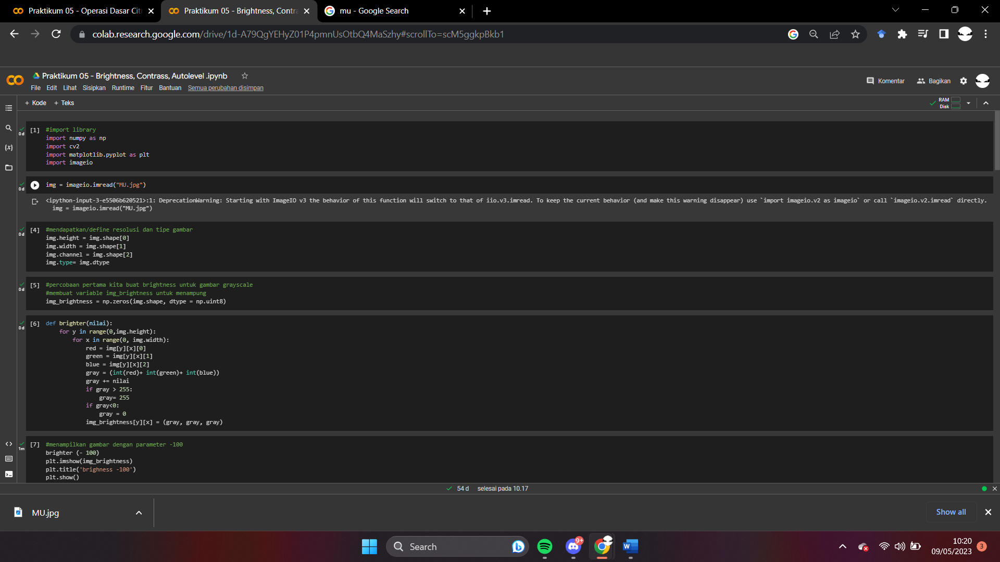 Praktikum 05 - Operasi Dasar Cit
Praktikum 05 - Brightness, Contra
mu - Google Search
colab.research.google.com/drive/1d-A79QgYEHyZ01P4pmnUsOtbQ4MaSzhy#scrollTo=scM5ggkpBkb1
Praktikum 05 - Brightness, Contrass, Autolevel .ipynb
File Edit Lihat Sisipkan Runtime Fitur Bantuan Semua perubahan disimpan
Komentar Bagikan
+ Kode + Teks
RAM
Disk
[1] #import library
0 d
import numpy as np
import cv2
import matplotlib.pyplot as plt
import imageio
img = imageio.imread("MU.jpg")
0 d
<ipython-input-3-e5506b620521>:1: DeprecationWarning: Starting with ImageIO v3 the behavior of this function will switch to that of iio.v3.imread. To keep the current behavior (and make this warning disappear) use `import imageio.v2 as imageio` or call `imageio.v2.imread` directly.
img = imageio.imread("MU.jpg")
[4] #mendapatkan/define resolusi dan tipe gambar
0 d
img.height = img.shape[0]
img.width = img.shape[1]
img.channel = img.shape[2]
img.type= img.dtype
[5] #percobaan pertama kita buat brightness untuk gambar grayscale
0 d
#membuat variable img_brightness untuk menampung
img_brightness = np.zeros(img.shape, dtype = np.uint8)
[6] def brighter(nilai):
0 d
for y in range(0,img.height):
for x in range(0, img.width):
red = img[y][x][0]
green = img[y][x][1]
blue = img[y][x][2]
gray = (int(red)+ int(green)+ int(blue))
gray += nilai
if gray > 255:
gray= 255
if gray<0:
gray = 0
img_brightness[y][x] = (gray, gray, gray)
[7] #menampilkan gambar dengan parameter -100
1m
brighter (- 100)
plt.imshow(img_brightness)
plt.title('brighness -100')
plt.show()
54 d selesai pada 10.17
MU.jpg
Show all
Search
9+
10:20
09/05/2023
3